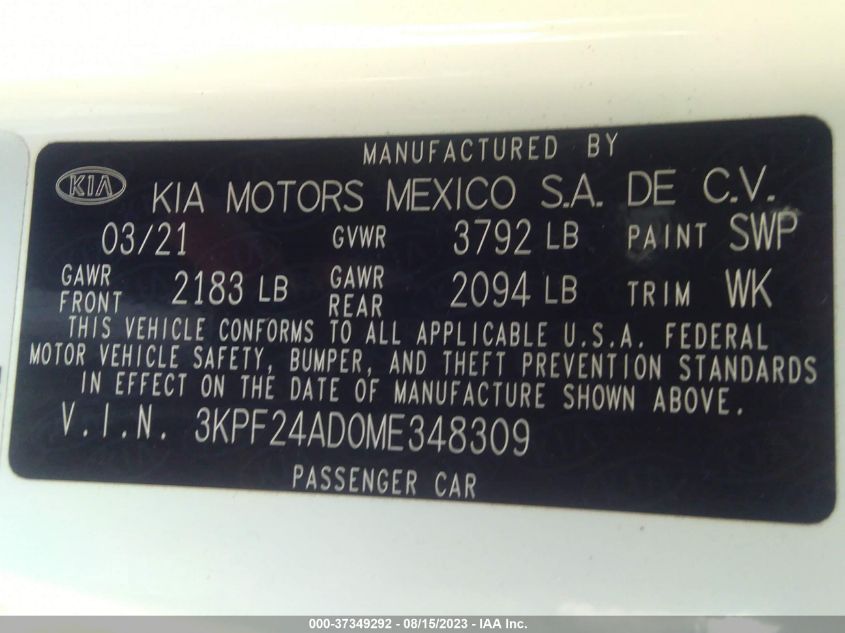 MANUFACTURED BY
KIA KIA MOTORS MEXICO S.A. DE C.V.
03/21 GVWR 3792 LB PAINT SWP
GAWR FRONT 2183 LB GAWR REAR 2094 LB TRIM WK
THIS VEHICLE CONFORMS TO ALL APPLICABLE U.S.A. FEDERAL
MOTOR VEHICLE SAFETY, BUMPER, AND THEFT PREVENTION STANDARDS
IN EFFECT ON THE DATE OF MANUFACTURE SHOWN ABOVE.
V.I.N. 3KPF24AD0ME348309
PASSENGER CAR
000-37349292 - 08/15/2023 - IAA Inc.